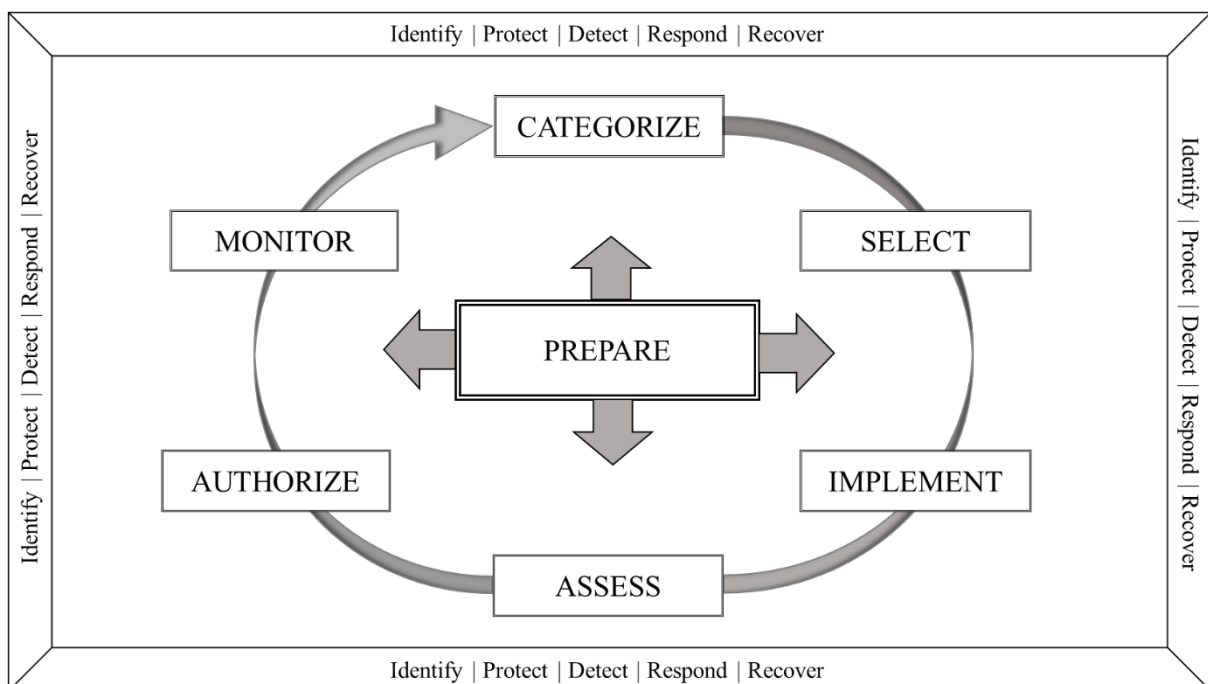 Identify | Protect | Detect | Respond | Recover
Identify | Protect | Detect | Respond | Recover
CATEGORIZE
MONITOR
SELECT
PREPARE
AUTHORIZE
IMPLEMENT
ASSESS
Identify | Protect | Detect | Respond | Recover
Identify | Protect | Detect | Respond | Recover